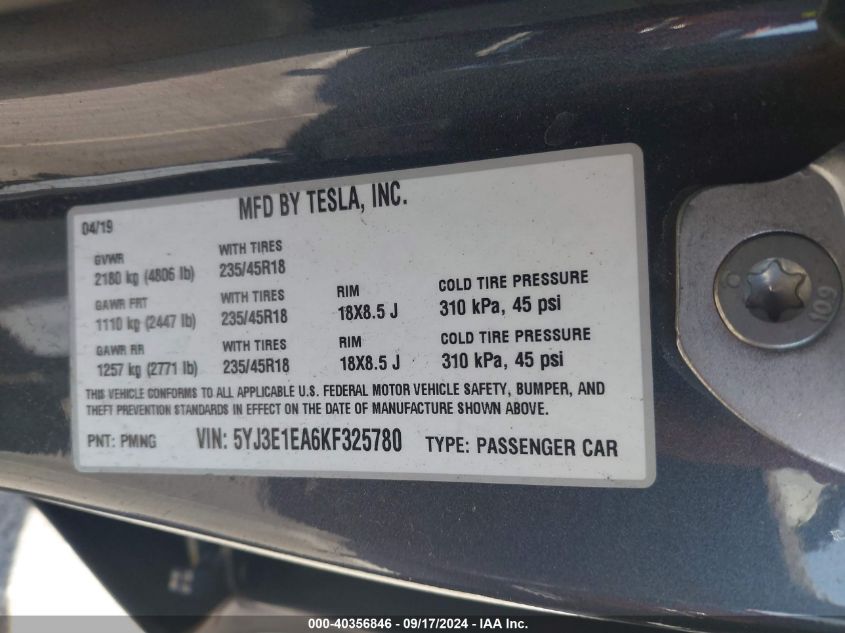 MFD BY TESLA, INC.
04/19
GVWR WITH TIRES
2180 kg (4806 lb) 235/45R18
GAWR FRT WITH TIRES RIM COLD TIRE PRESSURE
1110 kg (2447 lb) 235/45R18 18X8.5 J 310 kPa, 45 psi
GAWR RR WITH TIRES RIM COLD TIRE PRESSURE
1257 kg (2771 lb) 235/45R18 18X8.5 J 310 kPa, 45 psi
THIS VEHICLE CONFORMS TO ALL APPLICABLE U.S. FEDERAL MOTOR VEHICLE SAFETY, BUMPER, AND
THEFT PREVENTION STANDARDS IN EFFECT ON THE DATE OF MANUFACTURE SHOWN ABOVE.
PNT: PMNG VIN: 5YJ3E1EA6KF325780 TYPE: PASSENGER CAR
10.9
000-40356846 - 09/17/2024 - IAA Inc.